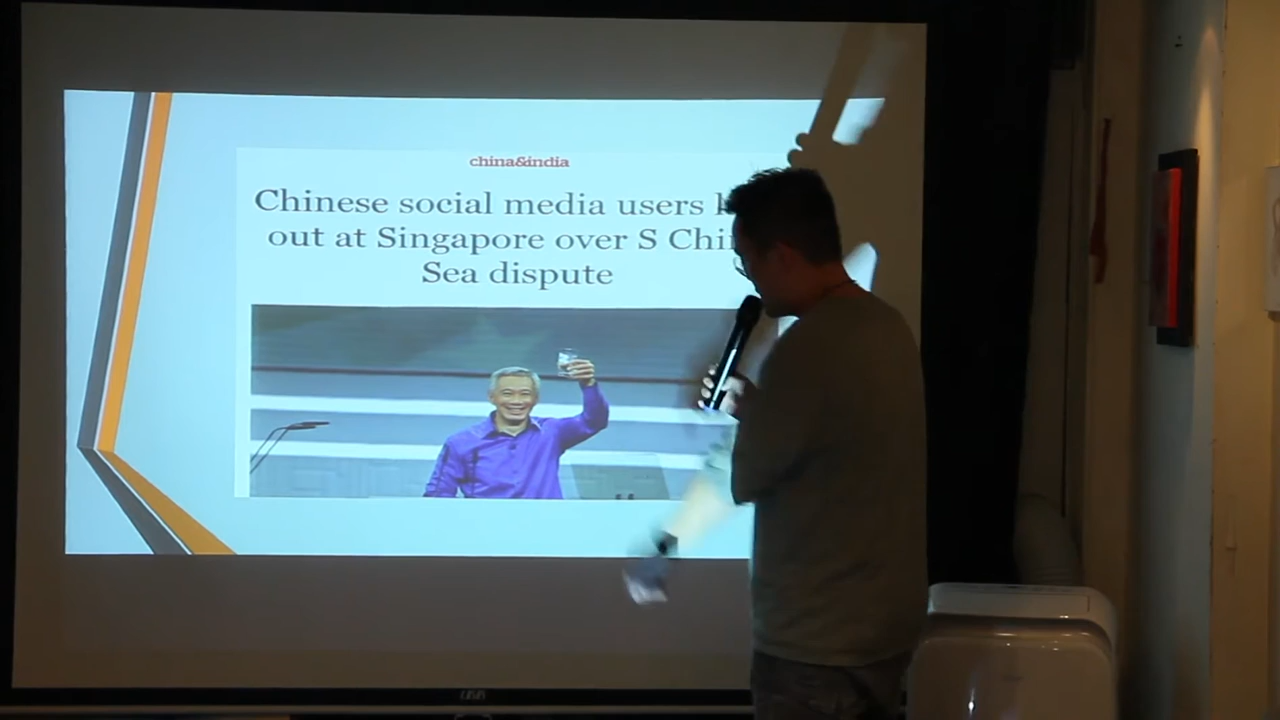 china&india
Chinese social media users
out at Singapore over S
Sea dispute